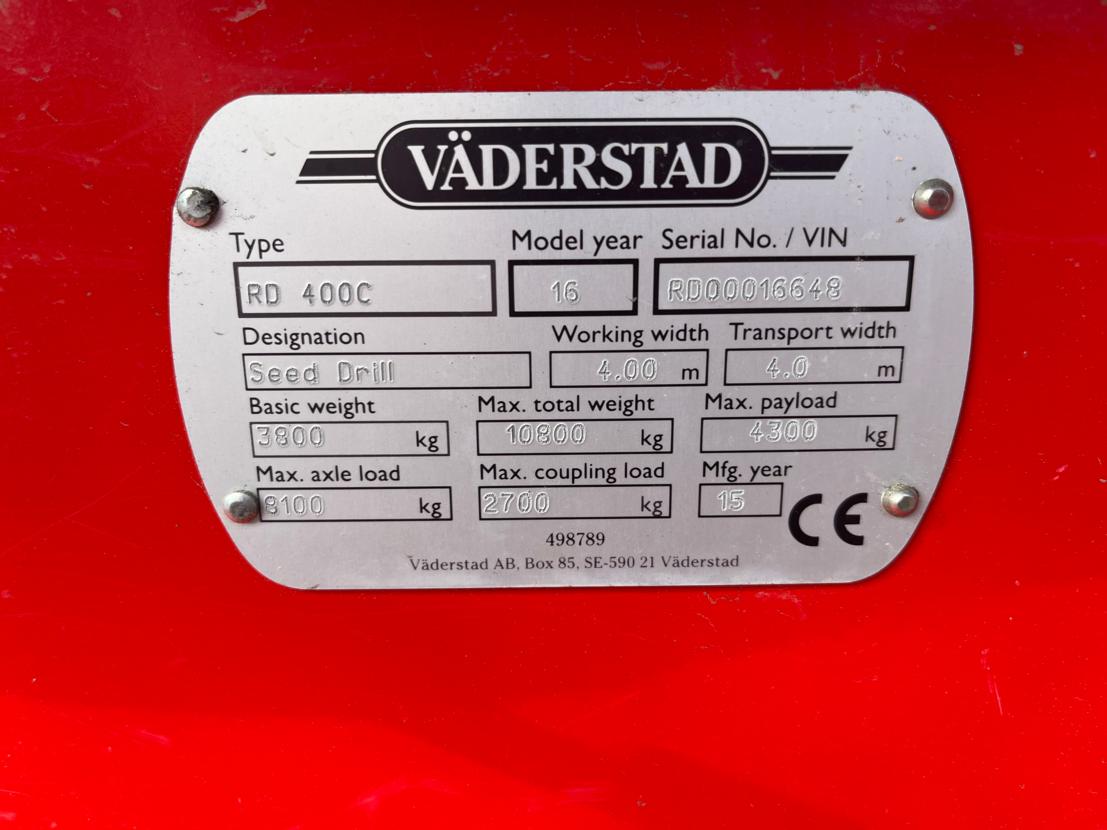 VÄDERSTAD
Type Model year Serial No. / VIN
RD 400C 16 RD00016648
Designation Working width Transport width
Seed Drill 4.00 m 4.0 m
Basic weight Max. total weight Max. payload
3800 kg 10800 kg 4300 kg
Max. axle load Max. coupling load Mfg. year
8100 kg 2700 kg 15
CE
498789
Väderstad AB, Box 85, SE-590 21 Väderstad